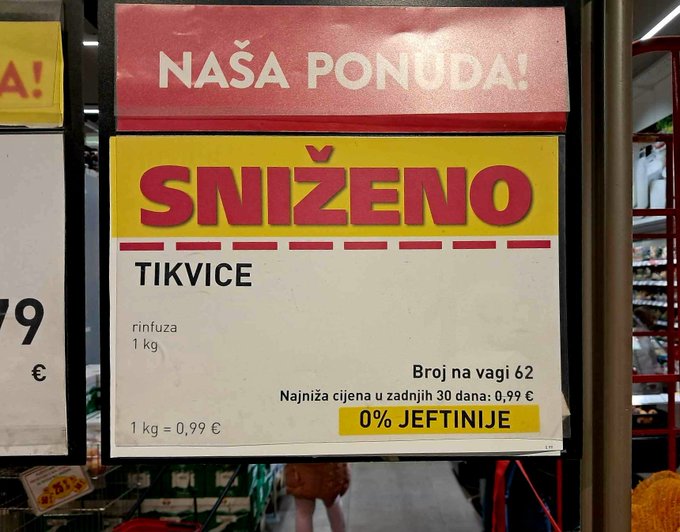 NAŠA PONUDA!
A!
SNIŽENO
TIKVICE
79
€
rinfuza
1 kg
Broj na vagi 62
Najniža cijena u zadnjih 30 dana: 0,99 €
0% JEFTINIJE
1 kg = 0,99 €